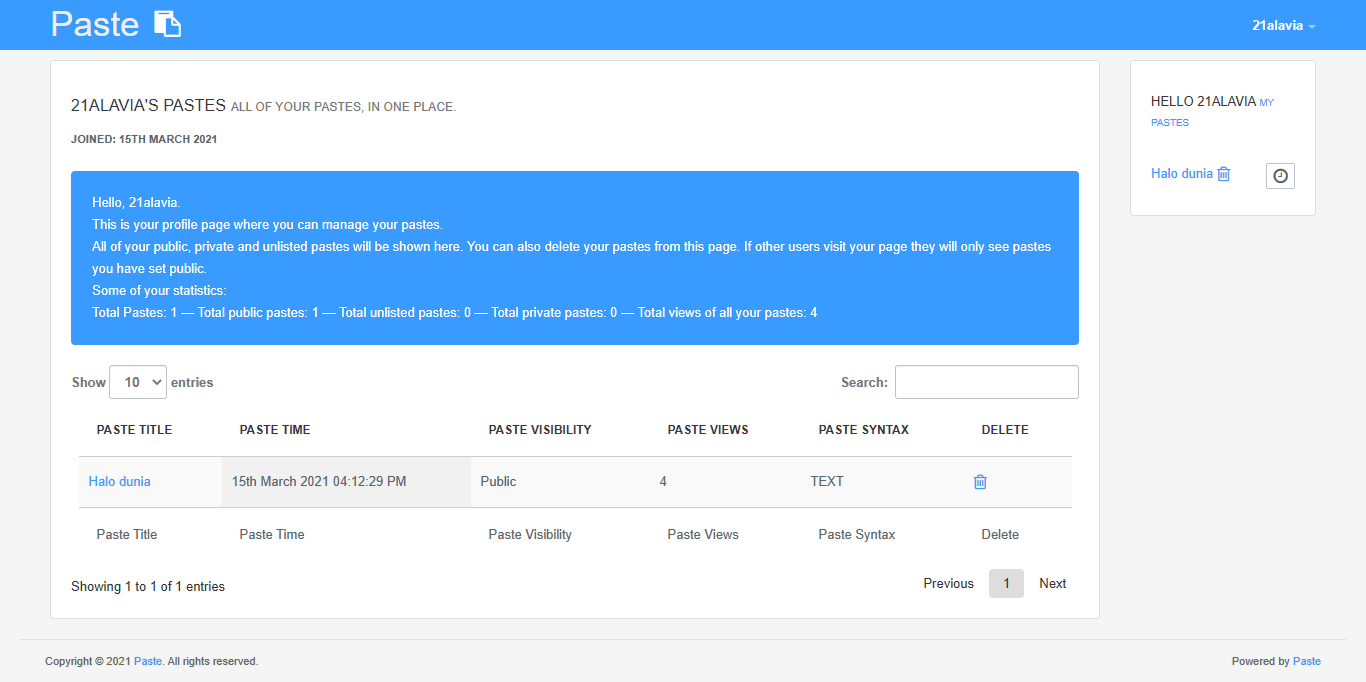 Paste
21alavia
21ALAVIA'S PASTES ALL OF YOUR PASTES, IN ONE PLACE.
JOINED: 15TH MARCH 2021
Hello, 21alavia.
This is your profile page where you can manage your pastes.
All of your public, private and unlisted pastes will be shown here. You can also delete your pastes from this page. If other users visit your page they will only see pastes
you have set public.
Some of your statistics:
Total Pastes: 1 — Total public pastes: 1 — Total unlisted pastes: 0 — Total private pastes: 0 — Total views of all your pastes: 4
Show 10 entries
Search:
PASTE TITLE PASTE TIME PASTE VISIBILITY PASTE VIEWS PASTE SYNTAX DELETE
Halo dunia 15th March 2021 04:12:29 PM Public 4 TEXT
Paste Title Paste Time Paste Visibility Paste Views Paste Syntax Delete
Showing 1 to 1 of 1 entries
Previous 1 Next
HELLO 21ALAVIA MY
PASTES
Halo dunia
Copyright © 2021 Paste. All rights reserved.
Powered by Paste